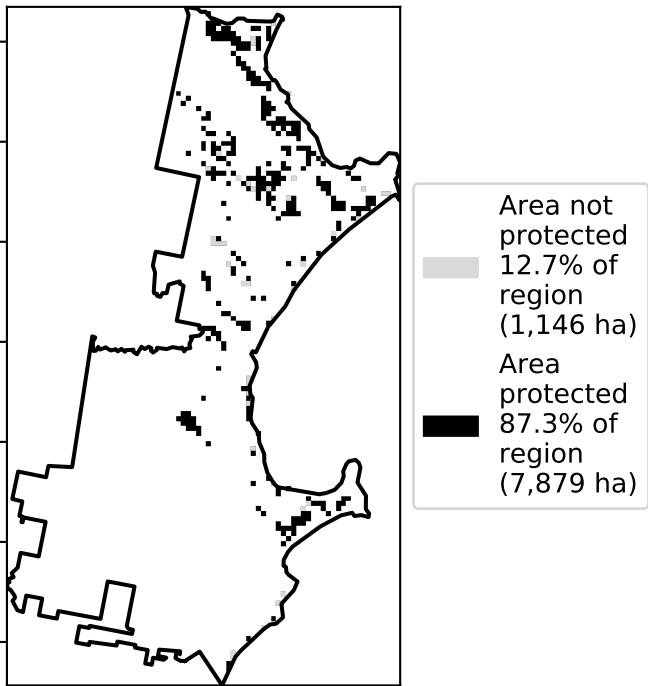 Area not
protected
12.7% of
region
(1,146 ha)
Area
protected
87.3% of
region
(7,879 ha)